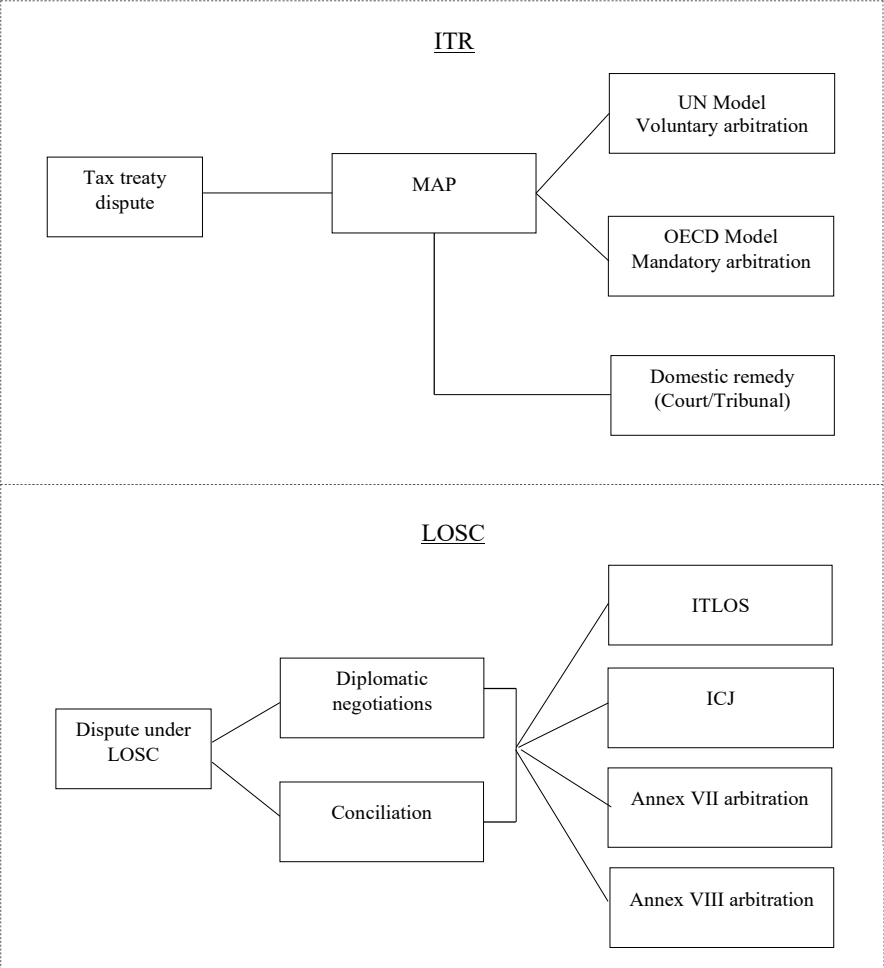 ITR
Tax treaty
dispute
MAP
UN Model
Voluntary arbitration
OECD Model
Mandatory arbitration
Domestic remedy
(Court/Tribunal)
LOSC
Dispute under
LOSC
Diplomatic
negotiations
Conciliation
ITLOS
ICJ
Annex VII arbitration
Annex VIII arbitration